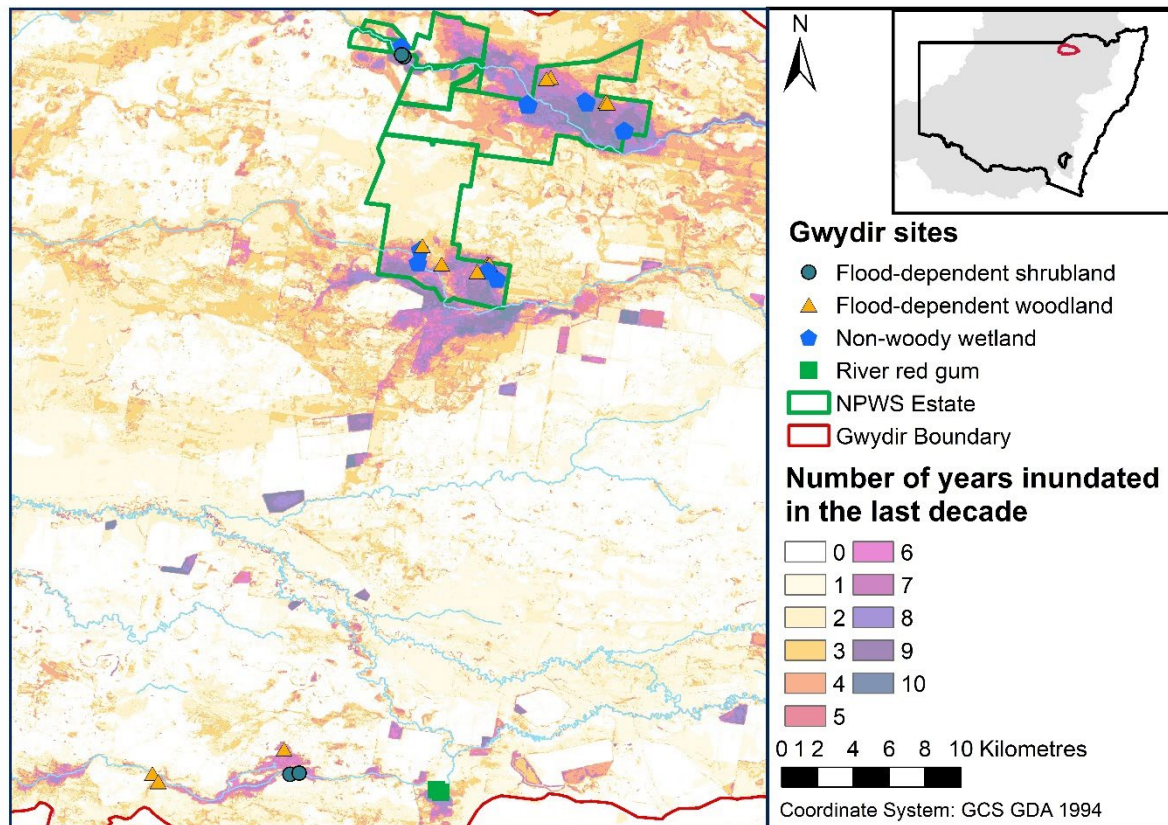 N
Gwydir sites
Flood-dependent shrubland
Flood-dependent woodland
Non-woody wetland
River red gum
NPWS Estate
Gwydir Boundary
Number of years inundated
in the last decade
0 6
1 7
2 8
3 9
4 10
5
0 1 2 4 6 8 10 Kilometres
Coordinate System: GCS GDA 1994